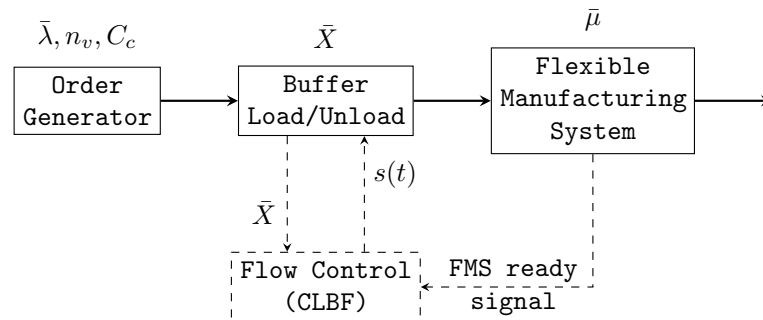 λ̄, n_v, C_c
X̄
μ̄
Order
Generator
Buffer
Load/Unload
Flexible
Manufacturing
System
s(t)
X̄
Flow Control
(CLBF)
FMS ready
signal